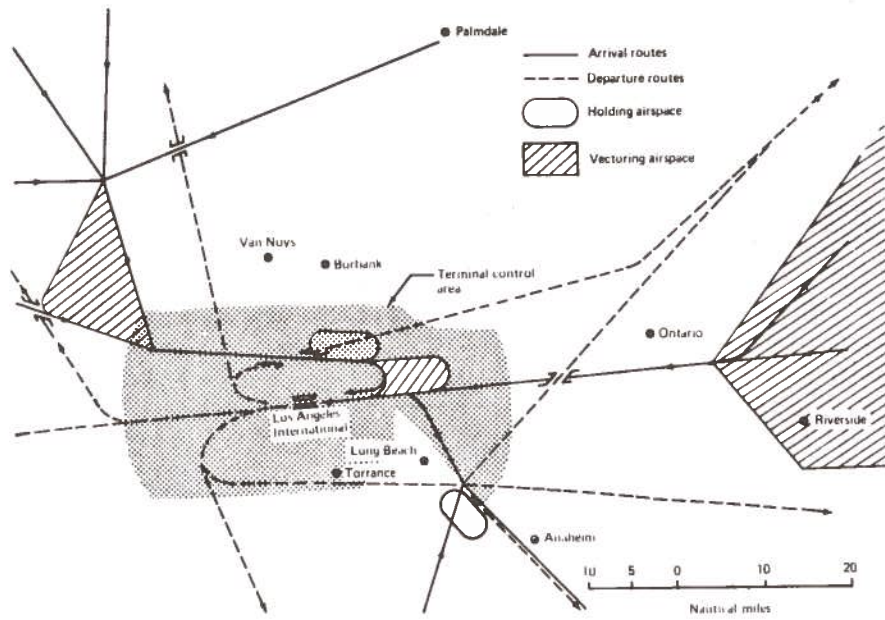 Palmdale
Arrival routes
Departure routes
Holding airspace
Vecturing airspace
Van Nuys
Burbank
Terminal control
area
Ontario
Los Angeles
International
Riverside
Long Beach
Torrance
Anaheim
10 5 0 10 20
Nautical miles